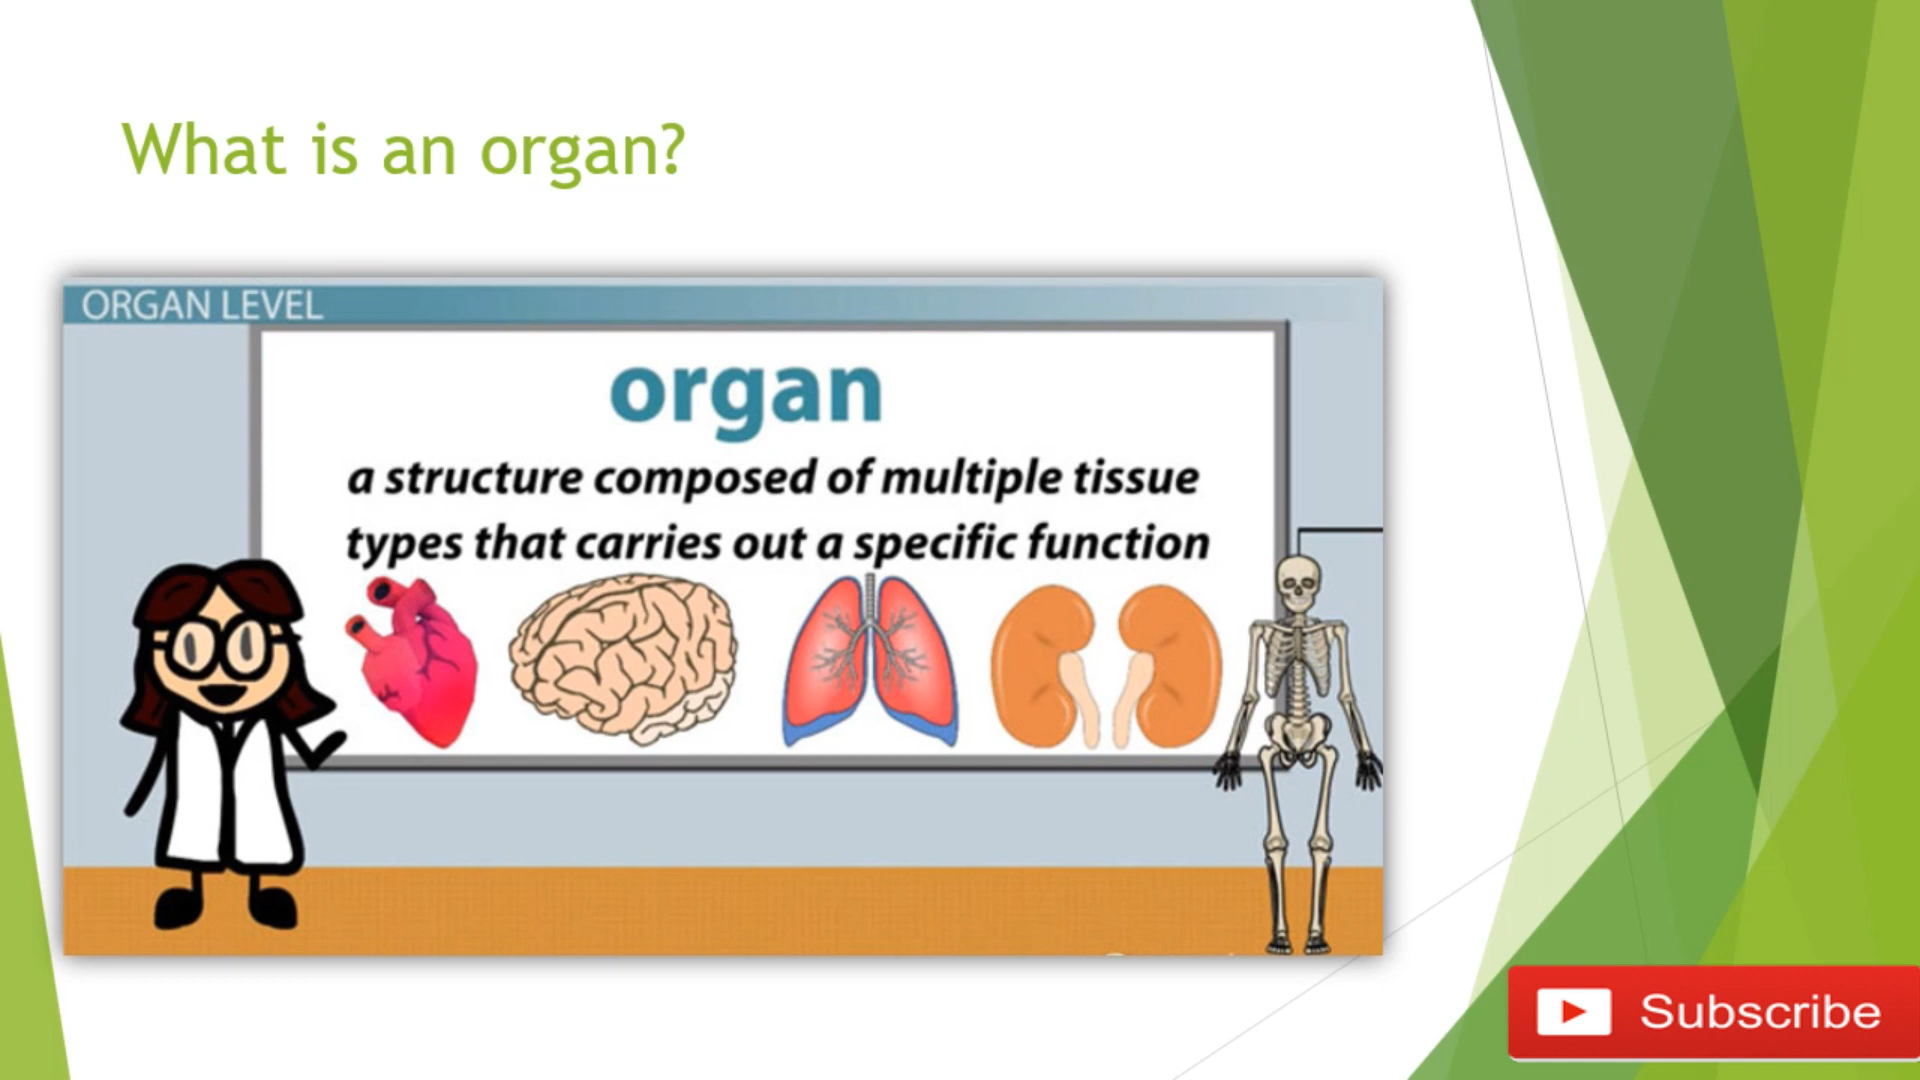 What is an organ?
ORGAN LEVEL
organ
a structure composed of multiple tissue
types that carries out a specific function
Subscribe